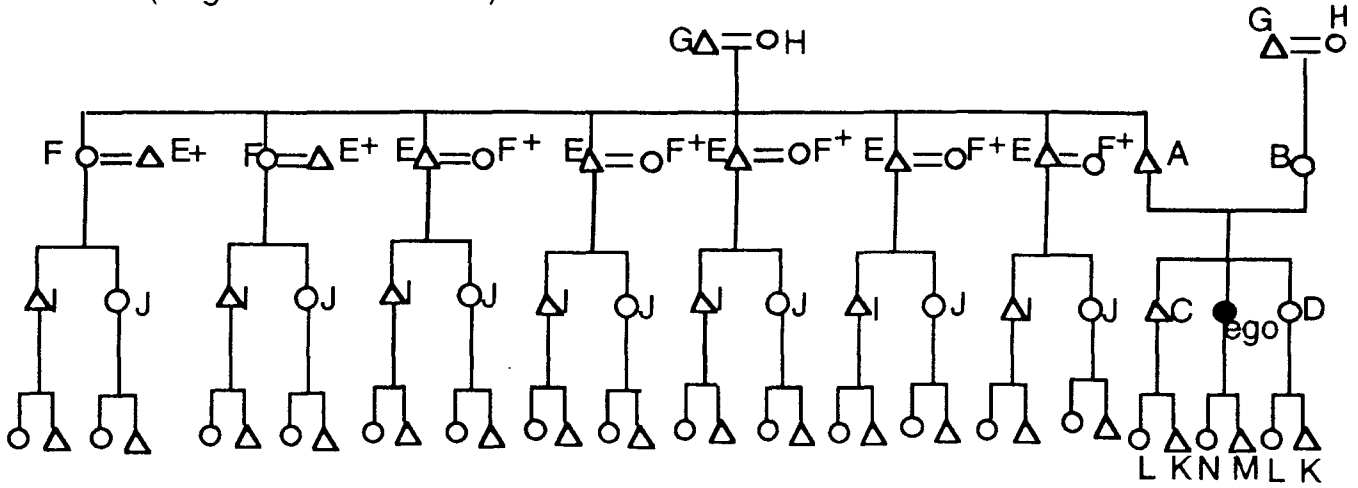 G H G H
F E+ F E+ E F+ E F+ E F+ E F+ E F+ A B
I J I J I J I J I J I J I J C ego D
L K N M L K